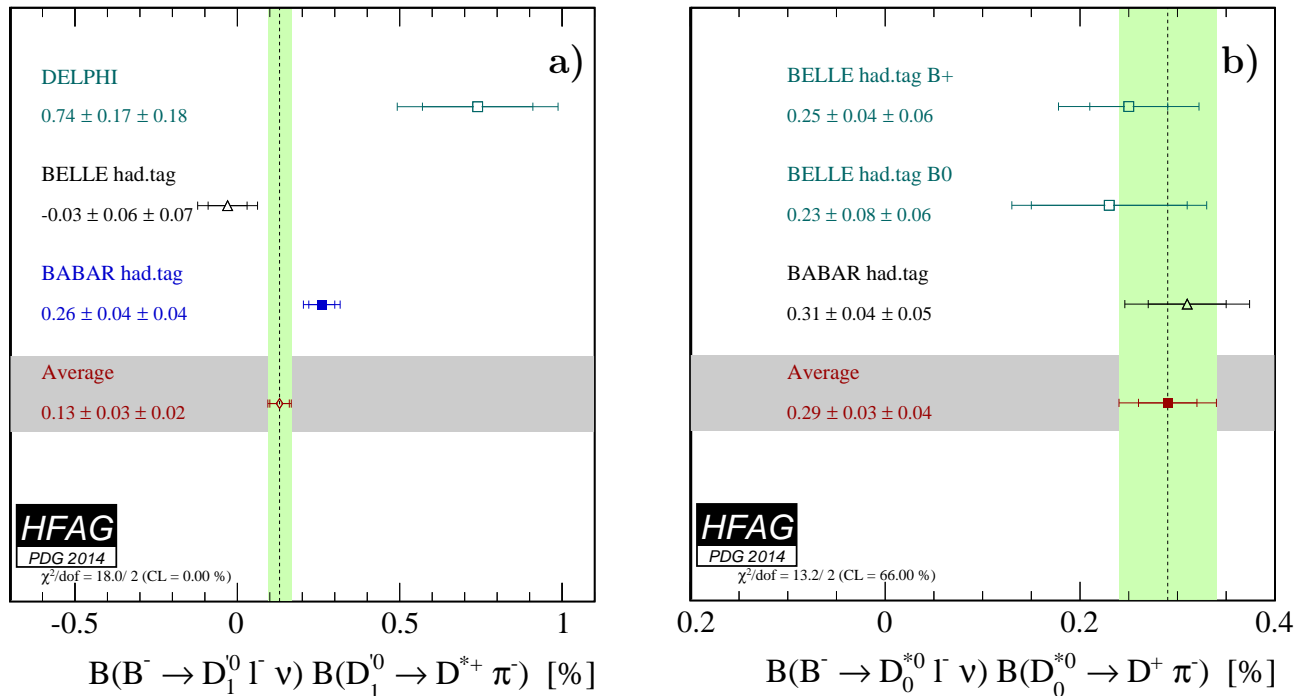 a)
DELPHI
0.74 ± 0.17 ± 0.18
BELLE had.tag
-0.03 ± 0.06 ± 0.07
BABAR had.tag
0.26 ± 0.04 ± 0.04
Average
0.13 ± 0.03 ± 0.02
HFAG
PDG 2014
χ²/dof = 18.0/ 2 (CL = 0.00 %)
-0.5 0 0.5 1
B(B⁻ → D₁'⁰ l⁻ ν) B(D₁'⁰ → D*⁺ π⁻) [%]
b)
BELLE had.tag B+
0.25 ± 0.04 ± 0.06
BELLE had.tag B0
0.23 ± 0.08 ± 0.06
BABAR had.tag
0.31 ± 0.04 ± 0.05
Average
0.29 ± 0.03 ± 0.04
HFAG
PDG 2014
χ²/dof = 13.2/ 2 (CL = 66.00 %)
0.2 0 0.2 0.4
B(B⁻ → D₀*⁰ l⁻ ν) B(D₀*⁰ → D⁺ π⁻) [%]